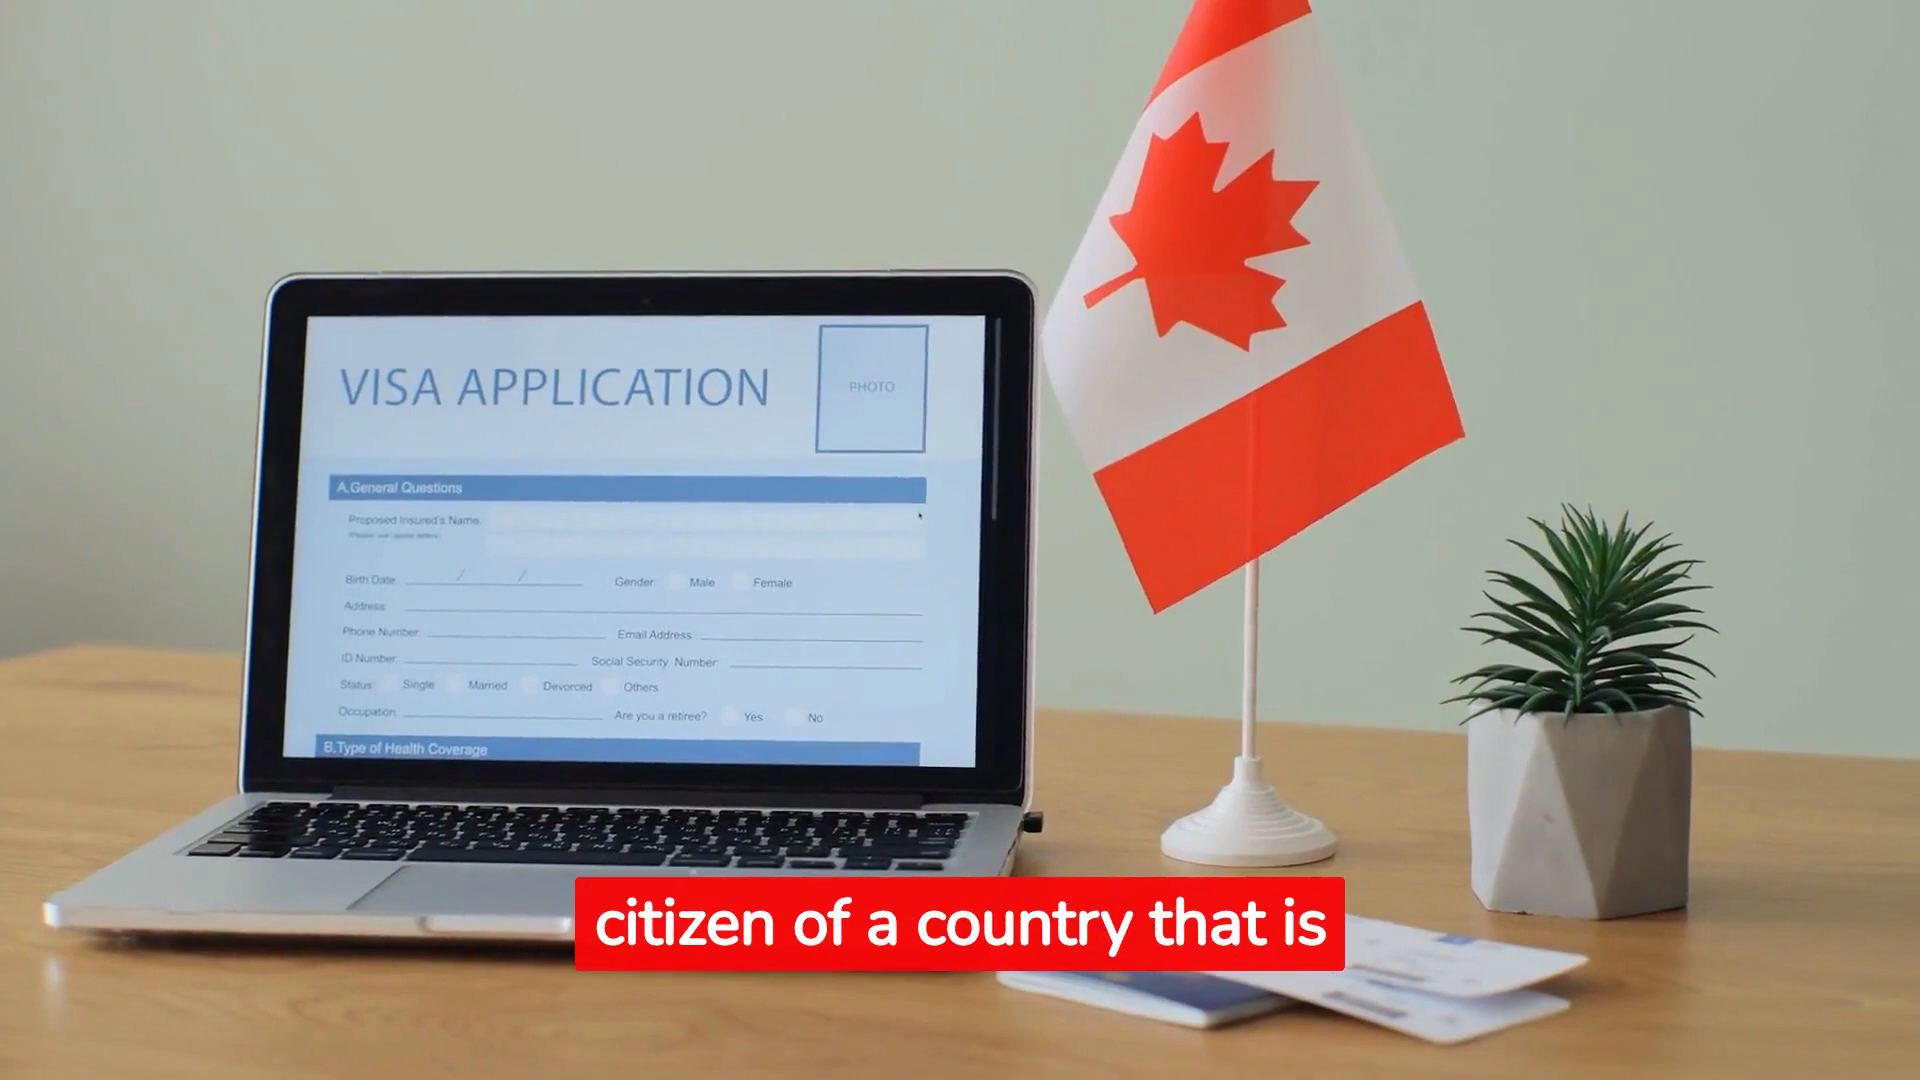 VISA APPLICATION
PHOTO
A.General Questions
Proposed Insured's Name:
Birth Date / / Gender: Male Female
Address:
Phone Number: Email Address
ID Number: Social Security Number:
Status: Single Married Devorced Others
Occupation: Are you a retiree? Yes No
B.Type of Health Coverage
citizen of a country that is